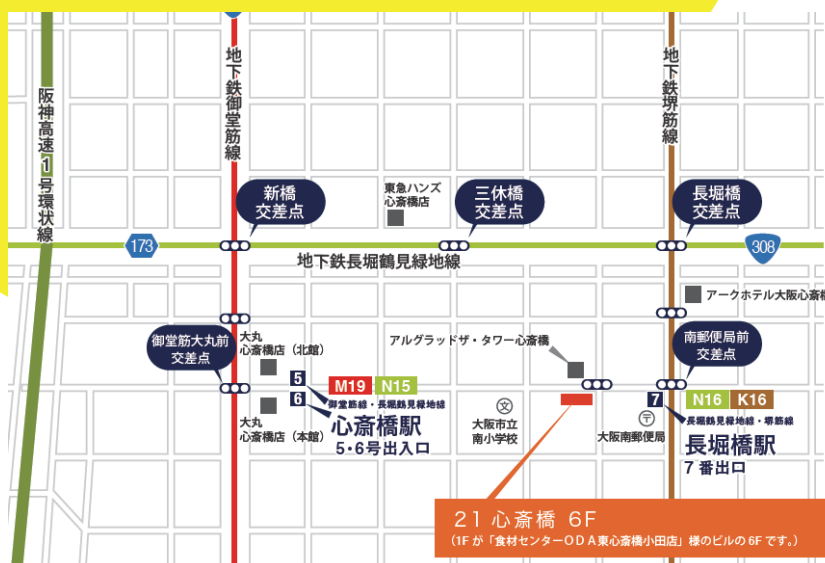 阪神高速1号環状線
地下鉄御堂筋線
地下鉄堺筋線
新橋
交差点
東急ハンズ
心斎橋店
三休橋
交差点
長堀橋
交差点
173
308
地下鉄長堀鶴見緑地線
アークホテル大阪心斎橋
御堂筋大丸前
交差点
大丸
心斎橋店（北館）
アルグラッドザ・タワー心斎橋
南郵便局前
交差点
5
M19 N15
御堂筋線・長堀鶴見緑地線
6
心斎橋駅
5・6号出入口
大丸
心斎橋店（本館）
文
大阪市立
南小学校
〒
大阪南郵便局
7
N16 K16
長堀鶴見緑地線・堺筋線
長堀橋駅
7番出口
21 心斎橋 6F
（1Fが「食材センターＯＤＡ東心斎橋小田店」様のビルの6Fです。）